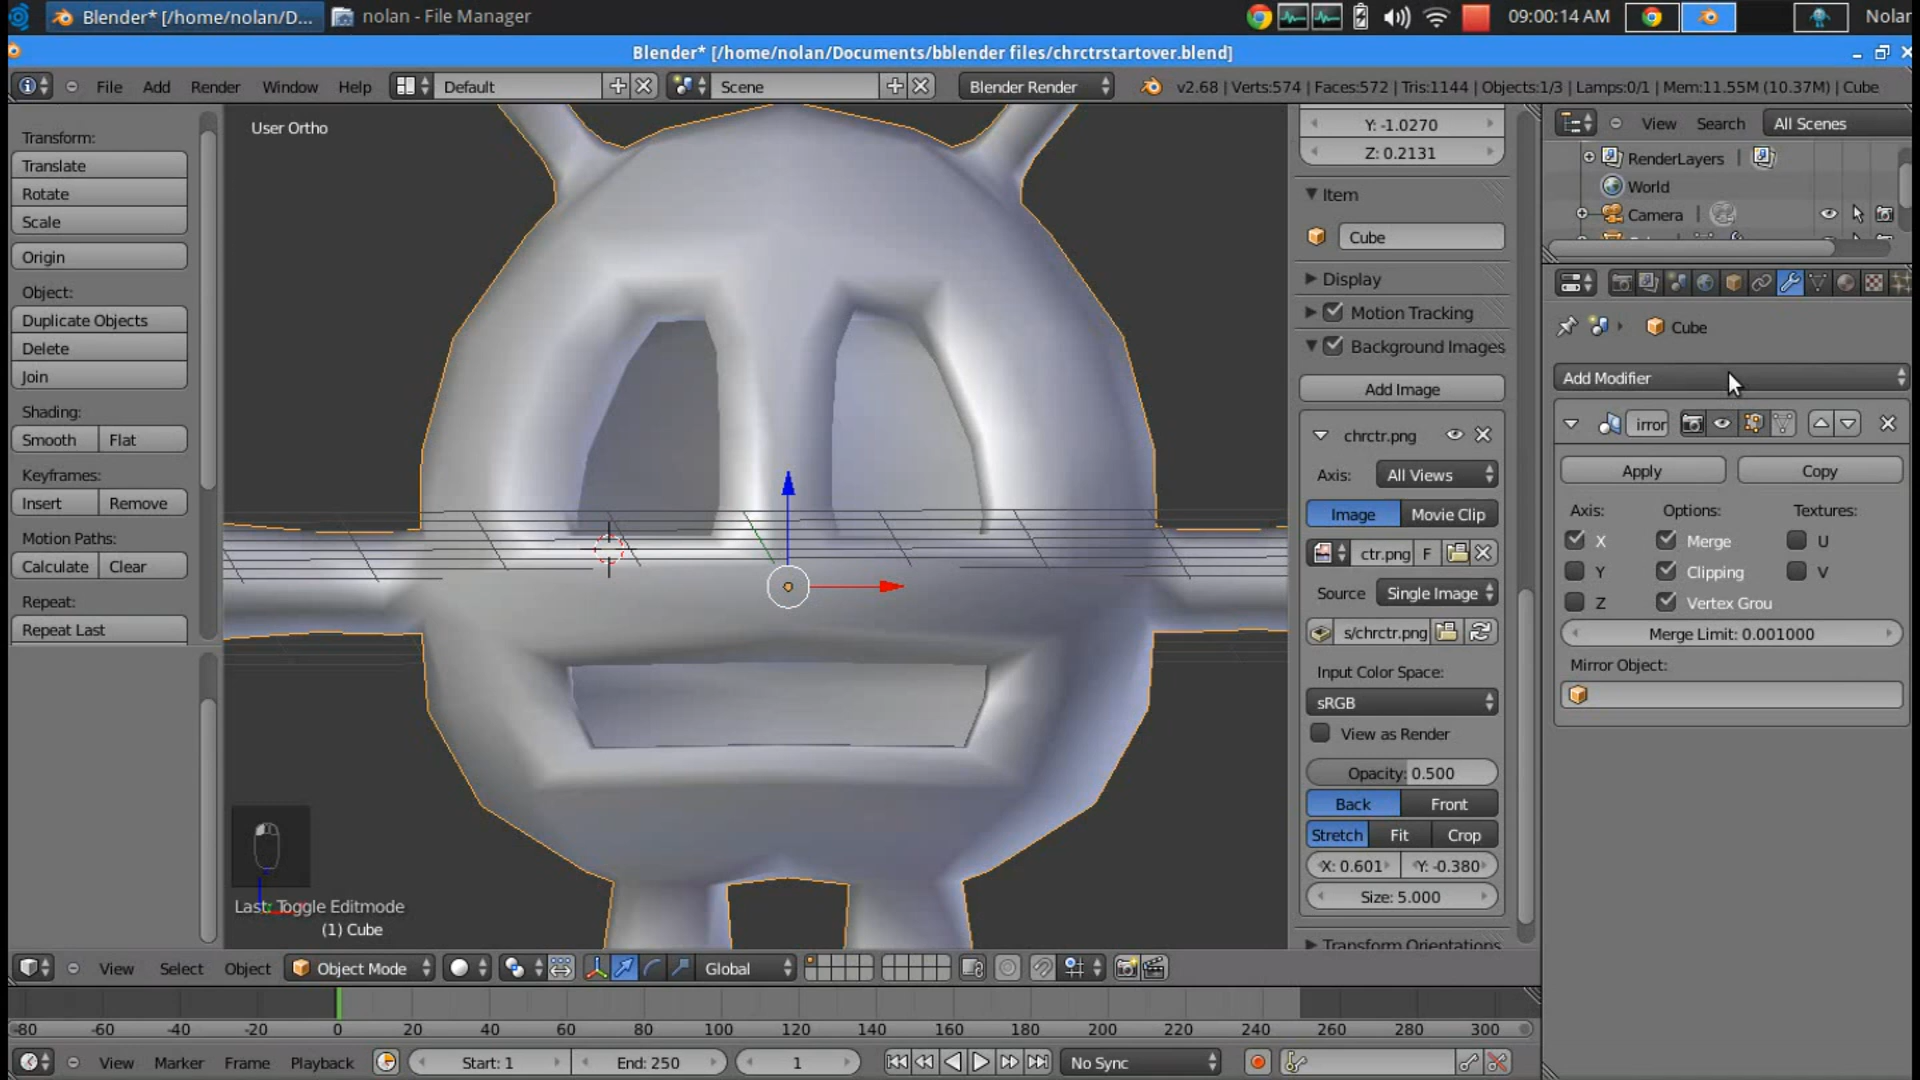 Blender* [/home/nolan/D...
nolan - File Manager
09:00:14 AM
Nolar
Blender* [/home/nolan/Documents/bblender files/chrctrstartover.blend]
File Add Render Window Help
Default
Scene
Blender Render
v2.68 | Verts:574 | Faces:572 | Tris:1144 | Objects:1/3 | Lamps:0/1 | Mem:11.55M (10.37M) | Cube
Transform:
Translate
Rotate
Scale
Origin
Object:
Duplicate Objects
Delete
Join
Shading:
Smooth Flat
Keyframes:
Insert Remove
Motion Paths:
Calculate Clear
Repeat:
Repeat Last
User Ortho
Last: Toggle Editmode
(1) Cube
Y: -1.0270
Z: 0.2131
Item
Cube
Display
Motion Tracking
Background Images
Add Image
chrctr.png
Axis: All Views
Image Movie Clip
ctr.png F
Source Single Image
s/chrctr.png
Input Color Space:
sRGB
View as Render
Opacity: 0.500
Back Front
Stretch Fit Crop
X: 0.601 Y: -0.380
Size: 5.000
Transform Orientations
View Search All Scenes
RenderLayers
World
Camera
Cube
Add Modifier
irror
Apply Copy
Axis: Options: Textures:
X Merge U
Y Clipping V
Z Vertex Grou
Merge Limit: 0.001000
Mirror Object:
View Select Object Object Mode Global
-80 -60 -40 -20 0 20 40 60 80 100 120 140 160 180 200 220 240 260 280 300
View Marker Frame Playback Start: 1 End: 250 1 No Sync